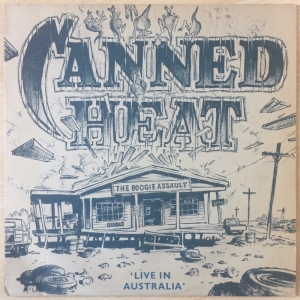 CANNED
HEAT
THE BOOGIE ASSAULT
'LIVE IN
AUSTRALIA'